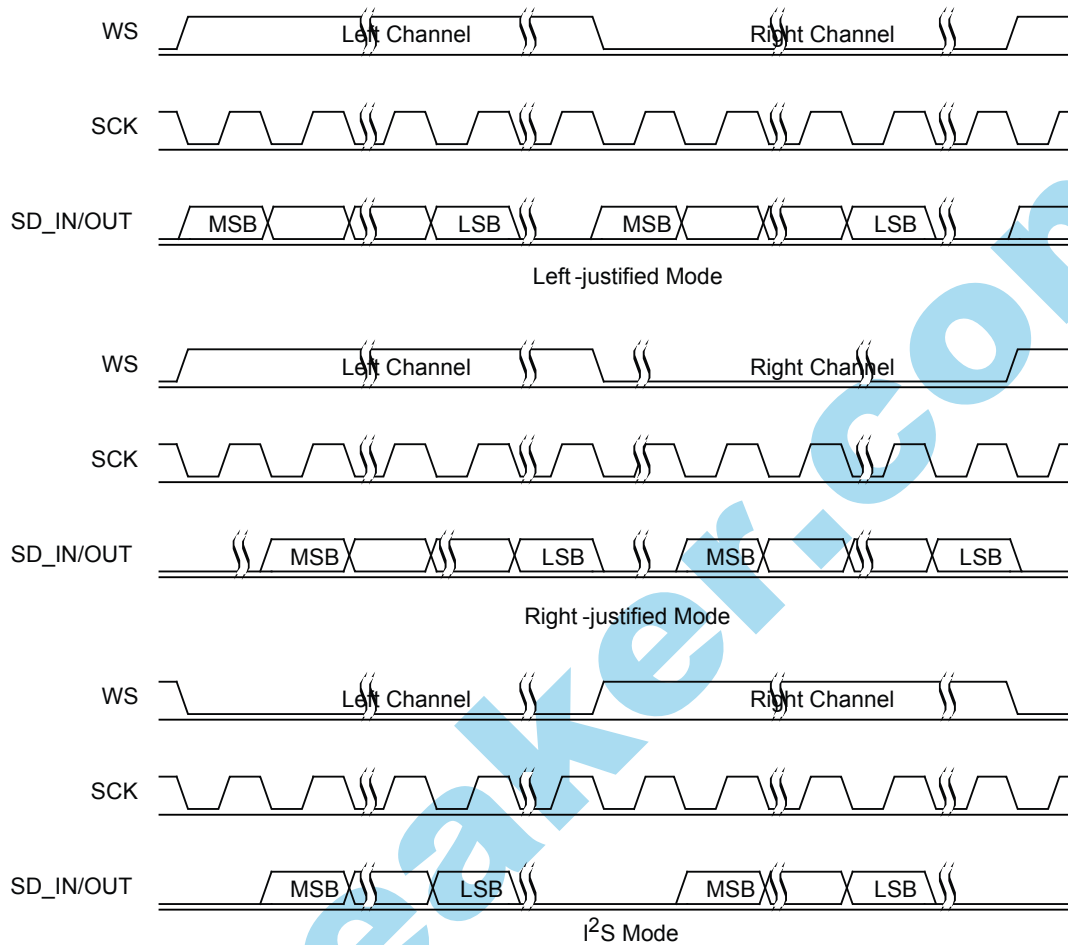 WS Left Channel Right Channel
SCK
SD_IN/OUT MSB LSB MSB LSB
Left-justified Mode
WS Left Channel Right Channel
SCK
SD_IN/OUT MSB LSB MSB LSB
Right-justified Mode
WS Left Channel Right Channel
SCK
SD_IN/OUT MSB LSB MSB LSB
I²S Mode